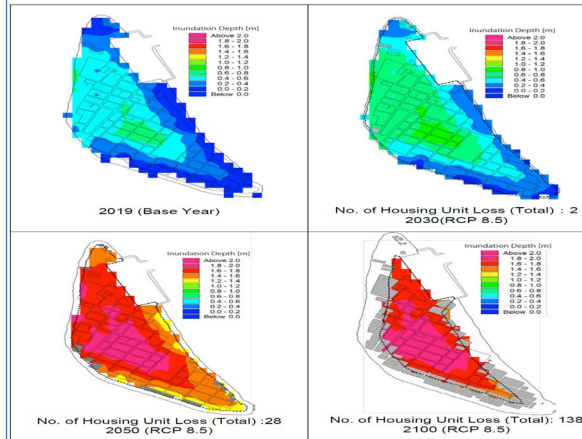 Inundation Depth [m]
Above 2.0
1.8 - 2.0
1.6 - 1.8
1.4 - 1.6
1.2 - 1.4
1.0 - 1.2
0.8 - 1.0
0.6 - 0.8
0.4 - 0.6
0.2 - 0.4
0.0 - 0.2
Below 0.0
2019 (Base Year)
Inundation Depth [m]
Above 2.0
1.8 - 2.0
1.6 - 1.8
1.4 - 1.6
1.2 - 1.4
1.0 - 1.2
0.8 - 1.0
0.6 - 0.8
0.4 - 0.6
0.2 - 0.4
0.0 - 0.2
Below 0.0
No. of Housing Unit Loss (Total) : 2
2030(RCP 8.5)
Inundation Depth [m]
Above 2.0
1.8 - 2.0
1.6 - 1.8
1.4 - 1.6
1.2 - 1.4
1.0 - 1.2
0.8 - 1.0
0.6 - 0.8
0.4 - 0.6
0.2 - 0.4
0.0 - 0.2
Below 0.0
No. of Housing Unit Loss (Total) :28
2050 (RCP 8.5)
Inundation Depth [m]
Above 2.0
1.8 - 2.0
1.6 - 1.8
1.4 - 1.6
1.2 - 1.4
1.0 - 1.2
0.8 - 1.0
0.6 - 0.8
0.4 - 0.6
0.2 - 0.4
0.0 - 0.2
Below 0.0
No. of Housing Unit Loss (Total): 138
2100 (RCP 8.5)